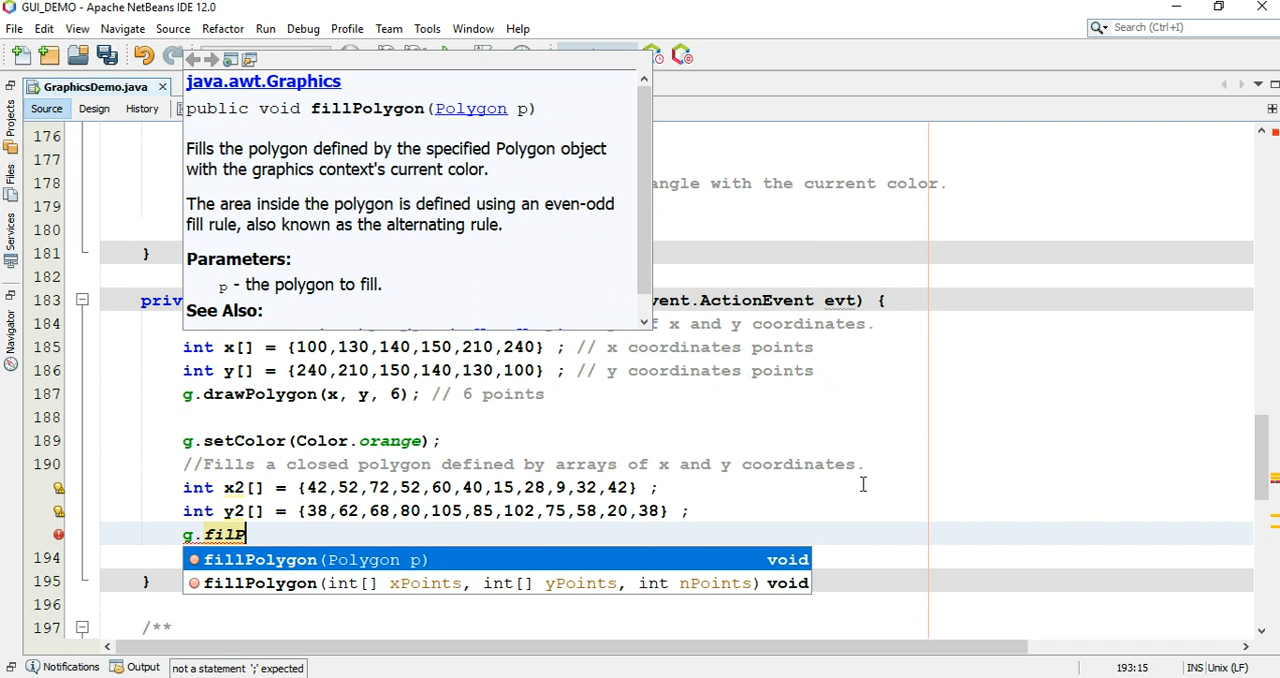 GUI_DEMO - Apache NetBeans IDE 12.0
File Edit View Navigate Source Refactor Run Debug Profile Team Tools Window Help
Search (Ctrl+I)
GraphicsDemo.java
Source Design History
Projects
Files
Services
Navigator
java.awt.Graphics
public void fillPolygon(Polygon p)
Fills the polygon defined by the specified Polygon object
with the graphics context's current color.
The area inside the polygon is defined using an even-odd
fill rule, also known as the alternating rule.
Parameters:
p - the polygon to fill.
See Also:
176
177
178 angle with the current color.
179
180
181 }
182
183 priv vent.ActionEvent evt) {
184 f x and y coordinates.
185 int x[] = {100,130,140,150,210,240} ; // x coordinates points
186 int y[] = {240,210,150,140,130,100} ; // y coordinates points
187 g.drawPolygon(x, y, 6); // 6 points
188
189 g.setColor(Color.orange);
190 //Fills a closed polygon defined by arrays of x and y coordinates.
int x2[] = {42,52,72,52,60,40,15,28,9,32,42} ;
int y2[] = {38,62,68,80,105,85,102,75,58,20,38} ;
g.filP
fillPolygon(Polygon p) void
194
fillPolygon(int[] xPoints, int[] yPoints, int nPoints) void
195 }
196
197 /**
Notifications Output not a statement ';' expected 193:15 INS Unix (LF)